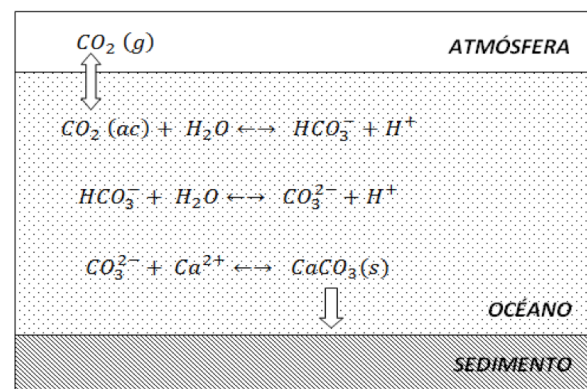 CO₂ (g)
ATMÓSFERA
CO₂ (ac) + H₂O ⟷ HCO₃⁻ + H⁺
HCO₃⁻ + H₂O ⟷ CO₃²⁻ + H⁺
CO₃²⁻ + Ca²⁺ ⟷ CaCO₃(s)
OCÉANO
SEDIMENTO